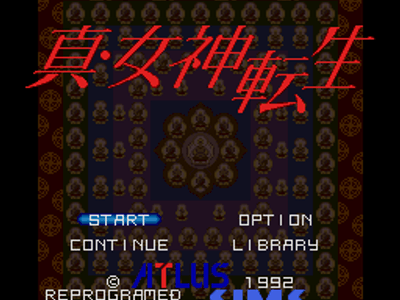 真・女神転生
START OPTION
CONTINUE LIBRARY
© ATLUS 1992
REPROGRAMED SIMS